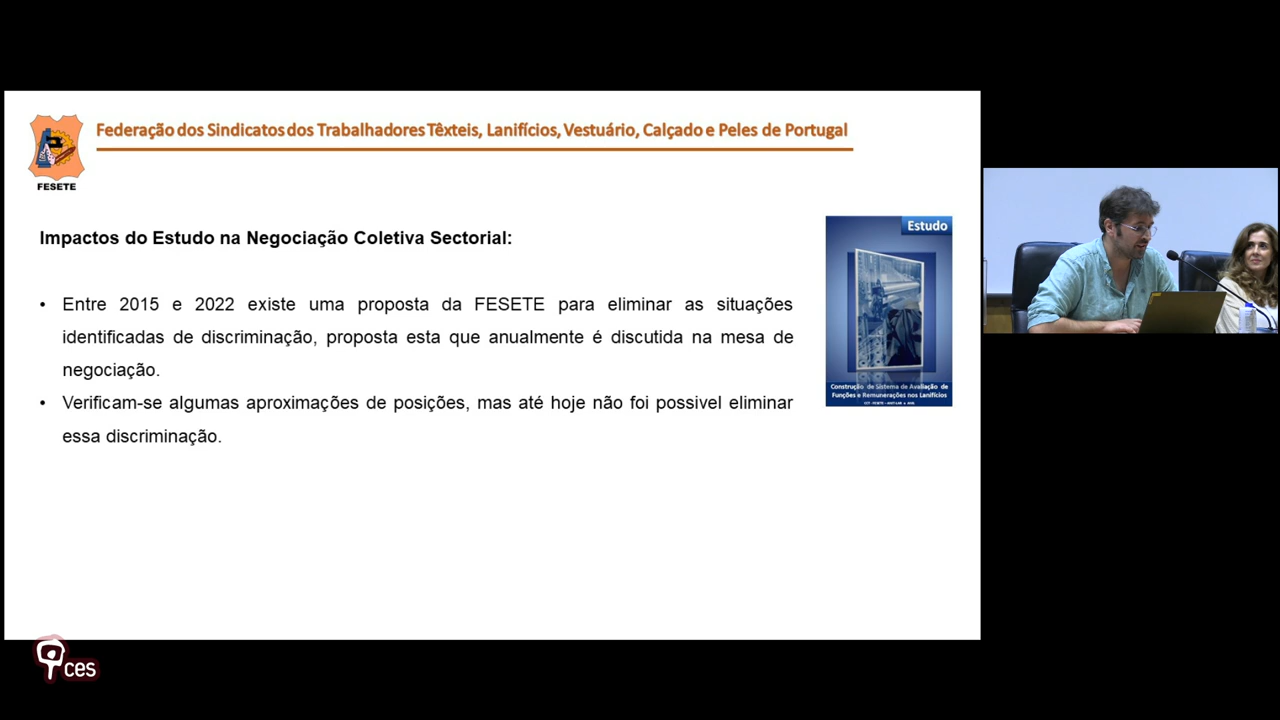 Federação dos Sindicatos dos Trabalhadores Têxteis, Lanifícios, Vestuário, Calçado e Peles de Portugal
FESETE
Impactos do Estudo na Negociação Coletiva Sectorial:
• Entre 2015 e 2022 existe uma proposta da FESETE para eliminar as situações
identificadas de discriminação, proposta esta que anualmente é discutida na mesa de
negociação.
• Verificam-se algumas aproximações de posições, mas até hoje não foi possivel eliminar
essa discriminação.
Estudo
Construção de Sistema de Avaliação de
Funções e Remunerações nos Lanifícios
ces